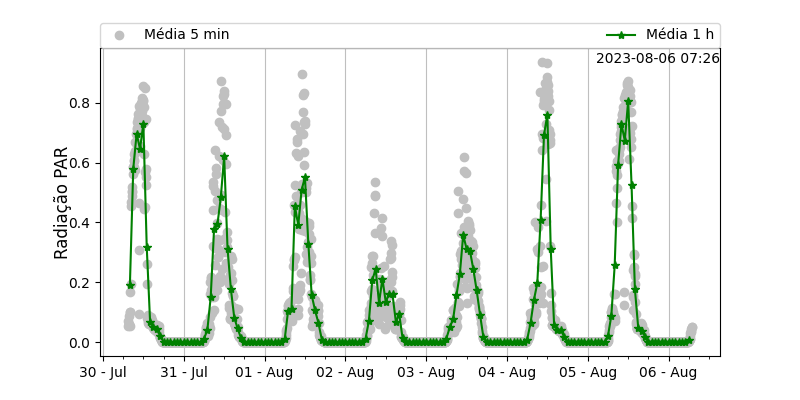 Média 5 min
Média 1 h
2023-08-06 07:26
Radiação PAR
0.8
0.6
0.4
0.2
0.0
30 - Jul
31 - Jul
01 - Aug
02 - Aug
03 - Aug
04 - Aug
05 - Aug
06 - Aug